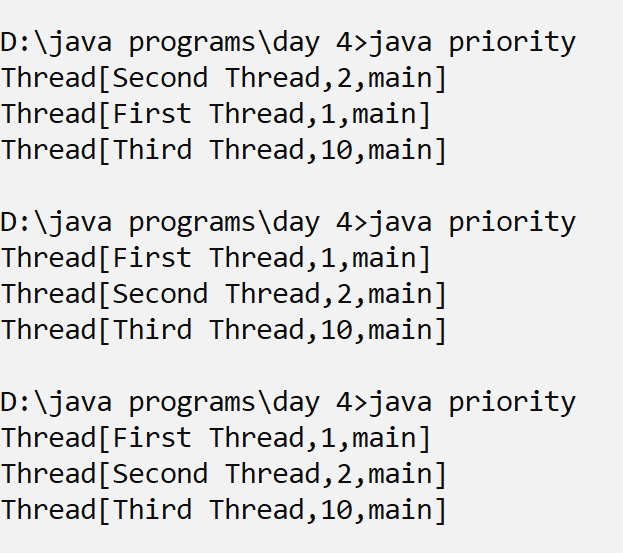 D:\java programs\day 4>java priority
Thread[Second Thread,2,main]
Thread[First Thread,1,main]
Thread[Third Thread,10,main]
D:\java programs\day 4>java priority
Thread[First Thread,1,main]
Thread[Second Thread,2,main]
Thread[Third Thread,10,main]
D:\java programs\day 4>java priority
Thread[First Thread,1,main]
Thread[Second Thread,2,main]
Thread[Third Thread,10,main]